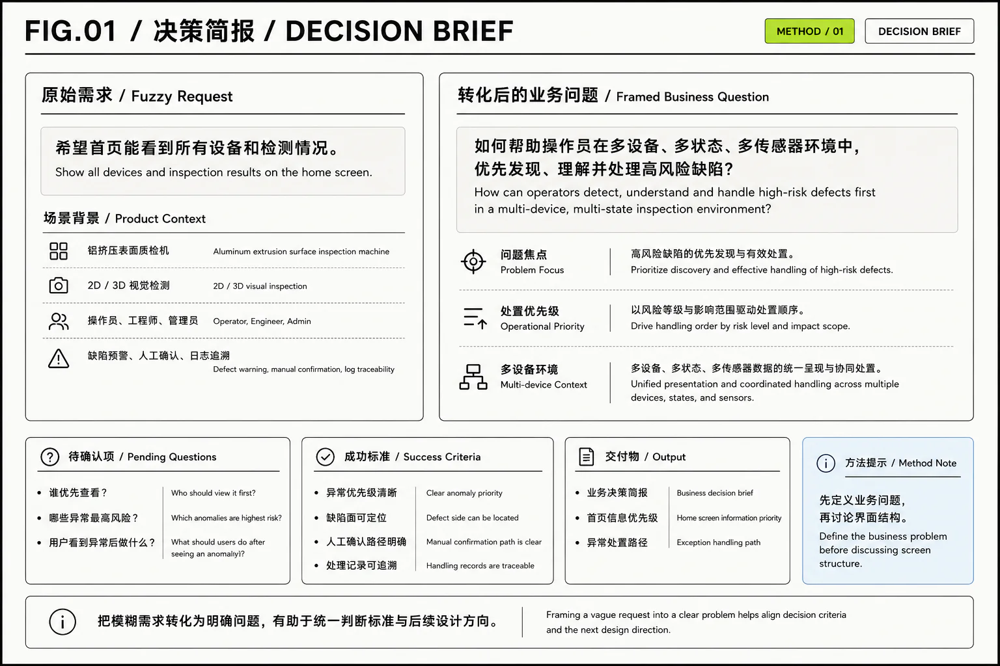 FIG.01 / 决策简报 / DECISION BRIEF
METHOD / 01
DECISION BRIEF
原始需求 / Fuzzy Request
希望首页能看到所有设备和检测情况。
Show all devices and inspection results on the home screen.
场景背景 / Product Context
铝挤压表面质检机
Aluminum extrusion surface inspection machine
2D / 3D 视觉检测
2D / 3D visual inspection
操作员、工程师、管理员
Operator, Engineer, Admin
缺陷预警、人工确认、日志追溯
Defect warning, manual confirmation, log traceability
转化后的业务问题 / Framed Business Question
如何帮助操作员在多设备、多状态、多传感器环境中，
优先发现、理解并处理高风险缺陷？
How can operators detect, understand and handle high-risk defects first
in a multi-device, multi-state inspection environment?
问题焦点
Problem Focus
高风险缺陷的优先发现与有效处置。
Prioritize discovery and effective handling of high-risk defects.
处置优先级
Operational Priority
以风险等级与影响范围驱动处置顺序。
Drive handling order by risk level and impact scope.
多设备环境
Multi-device Context
多设备、多状态、多传感器数据的统一呈现与协同处置。
Unified presentation and coordinated handling across multiple
devices, states, and sensors.
待确认项 / Pending Questions
• 谁优先查看？
Who should view it first?
• 哪些异常最高风险？
Which anomalies are highest risk?
• 用户看到异常后做什么？
What should users do after
seeing an anomaly)?
成功标准 / Success Criteria
• 异常优先级清晰
Clear anomaly priority
• 缺陷面可定位
Defect side can be located
• 人工确认路径明确
Manual confirmation path is clear
• 处理记录可追溯
Handling records are traceable
交付物 / Output
• 业务决策简报
Business decision brief
• 首页信息优先级
Home screen information priority
• 异常处置路径
Exception handling path
方法提示 / Method Note
先定义业务问题，
再讨论界面结构。
Define the business problem
before discussing screen
structure.
把模糊需求转化为明确问题，有助于统一判断标准与后续设计方向。
Framing a vague request into a clear problem helps align decision criteria
and the next design direction.